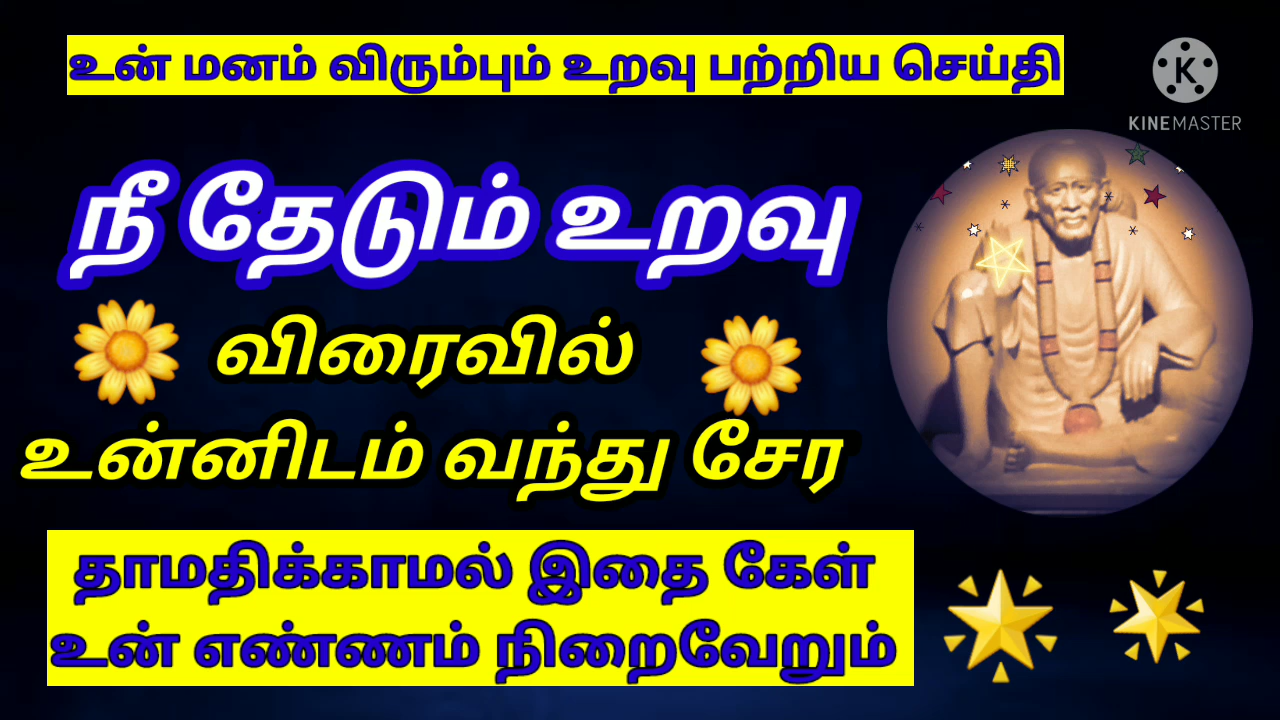 உன் மனம் விரும்பும் உறவு பற்றிய செய்தி
K
KINEMASTER
நீ தேடும் உறவு
விரைவில்
உன்னிடம் வந்து சேர
தாமதிக்காமல் இதை கேள்
உன் எண்ணம் நிறைவேறும்